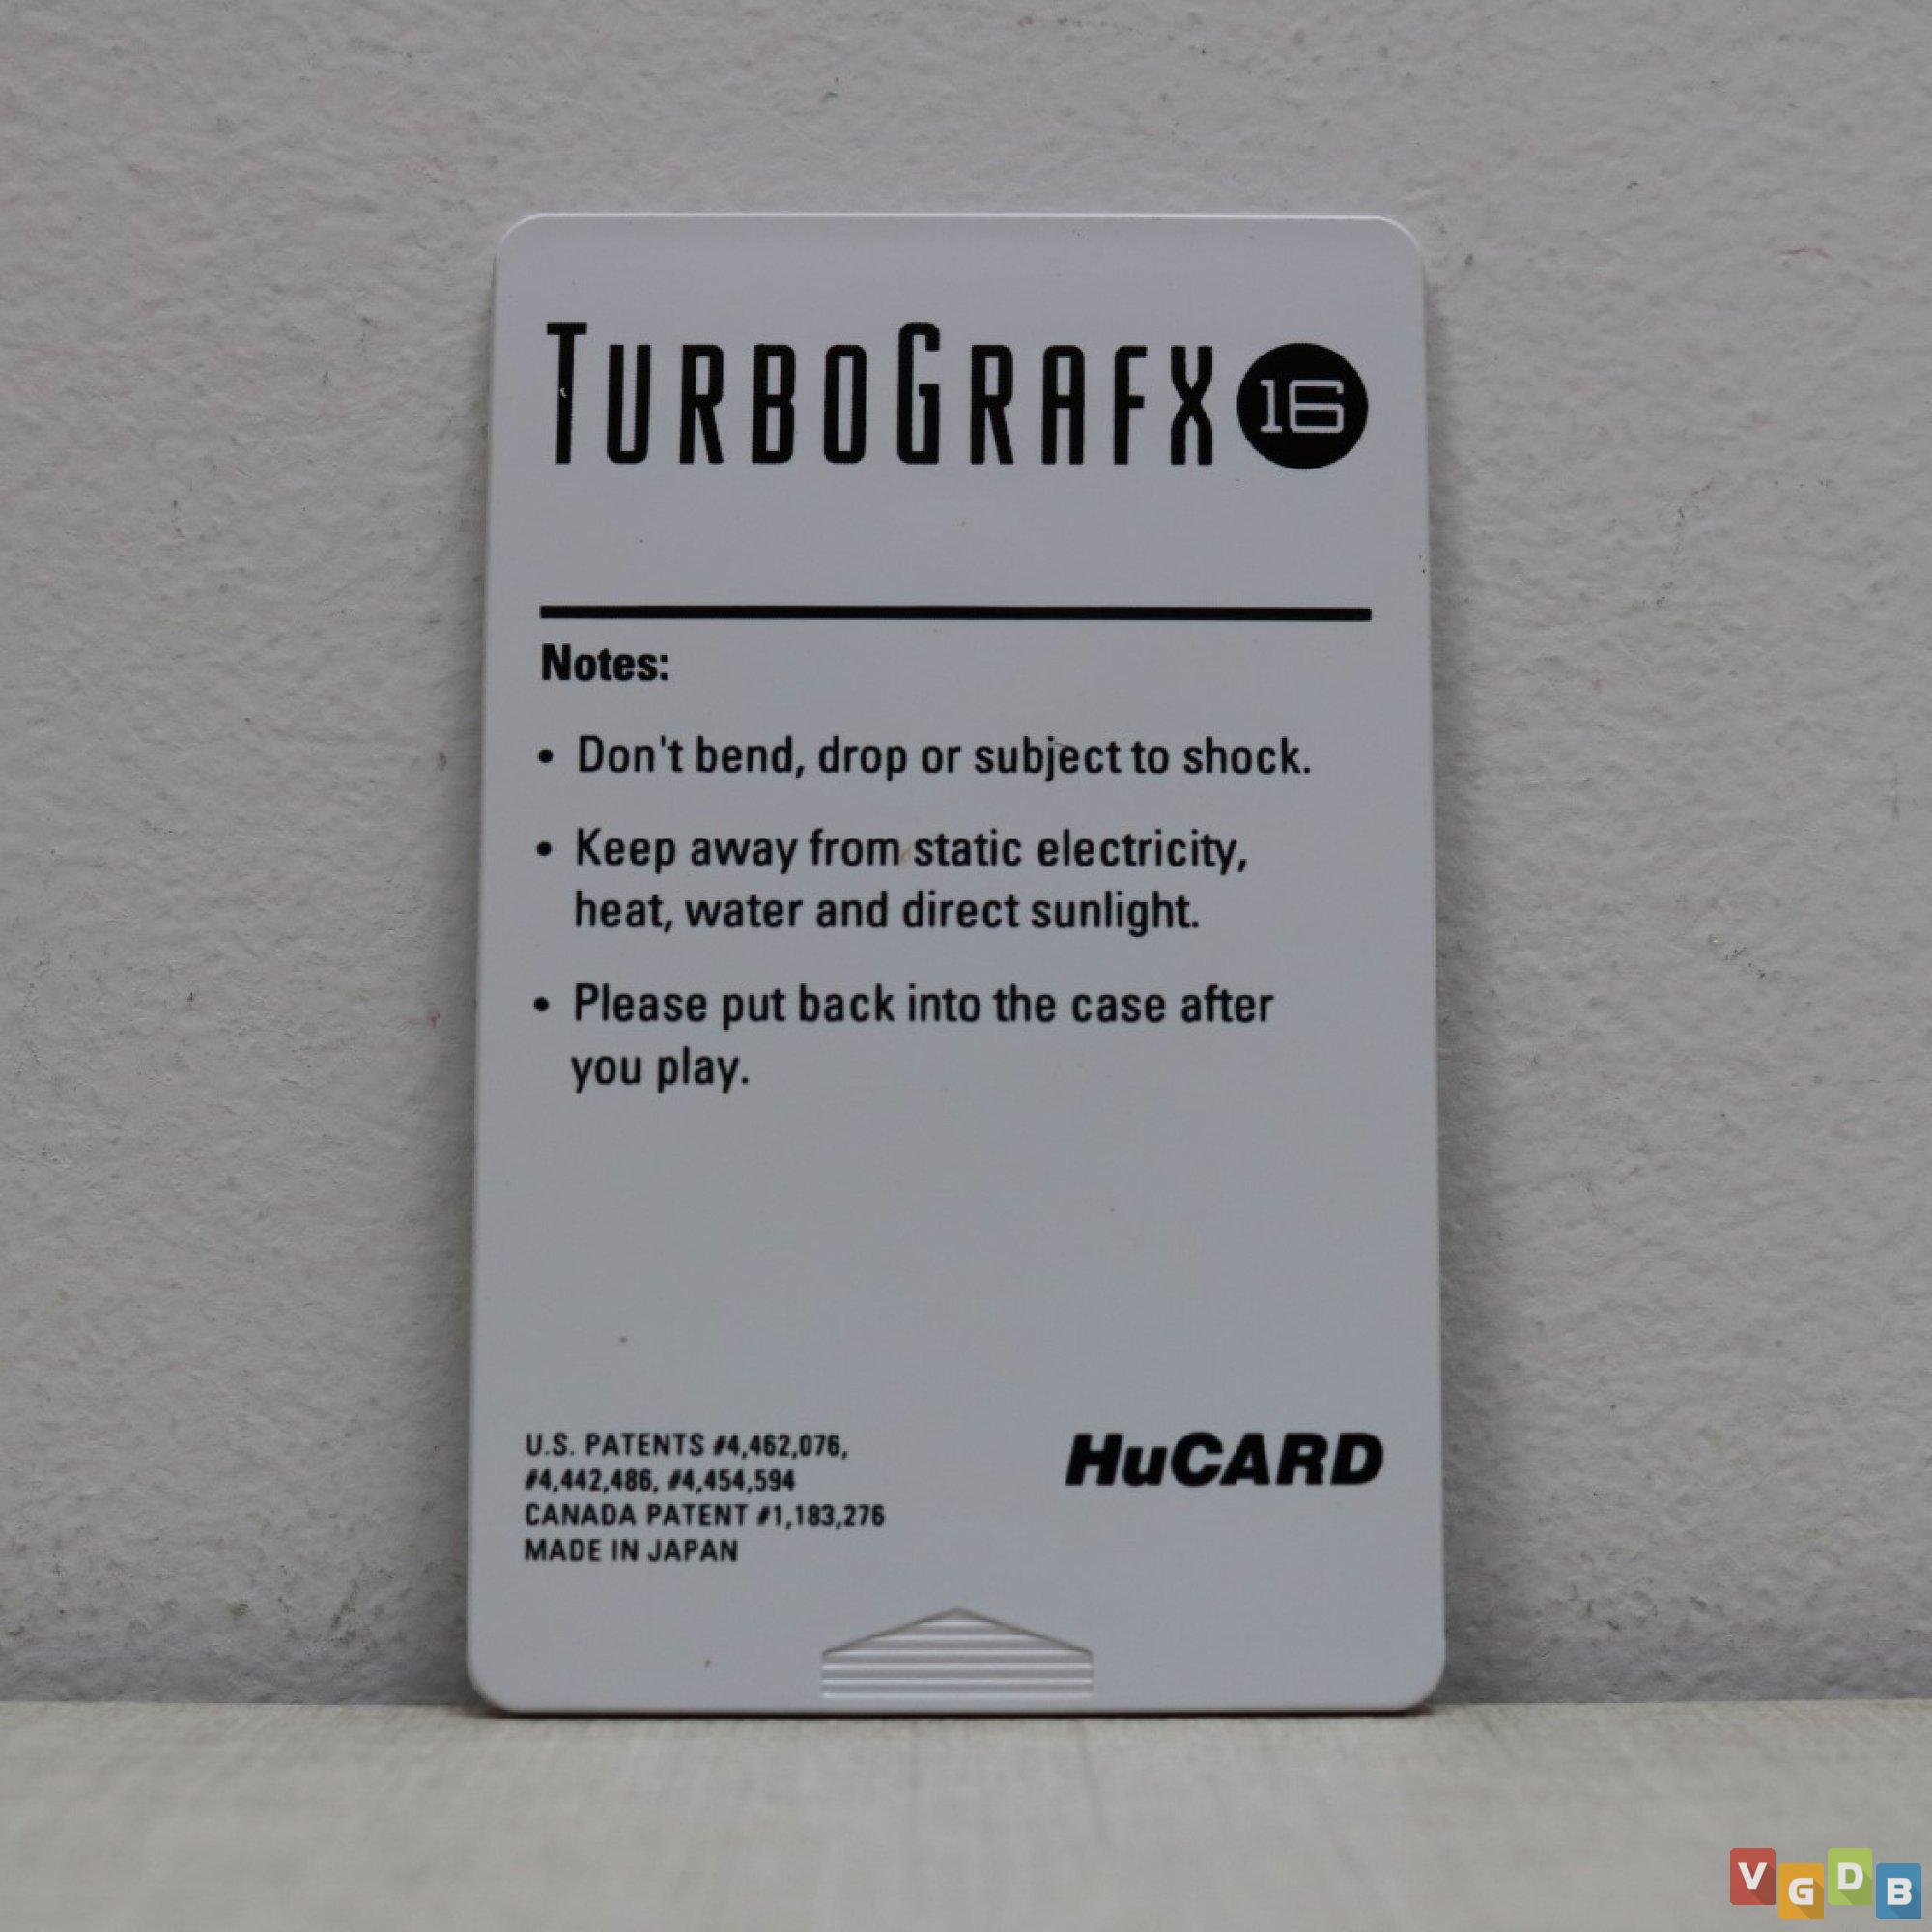 TURBOGRAFX 16
Notes:
• Don't bend, drop or subject to shock.
• Keep away from static electricity,
heat, water and direct sunlight.
• Please put back into the case after
you play.
U.S. PATENTS #4,462,076,
#4,442,486, #4,454,594
CANADA PATENT #1,183,276
MADE IN JAPAN
HuCARD
VGDB